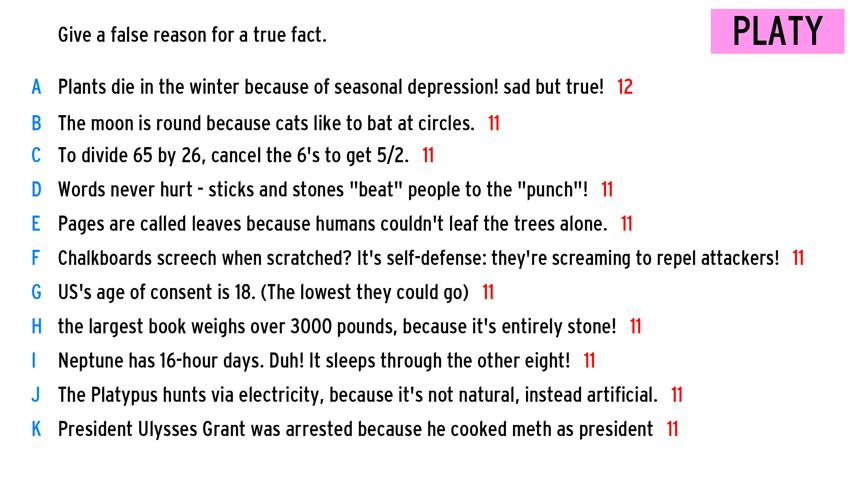 Give a false reason for a true fact.
PLATY
A Plants die in the winter because of seasonal depression! sad but true! 12
B The moon is round because cats like to bat at circles. 11
C To divide 65 by 26, cancel the 6's to get 5/2. 11
D Words never hurt - sticks and stones "beat" people to the "punch"! 11
E Pages are called leaves because humans couldn't leaf the trees alone. 11
F Chalkboards screech when scratched? It's self-defense: they're screaming to repel attackers! 11
G US's age of consent is 18. (The lowest they could go) 11
H the largest book weighs over 3000 pounds, because it's entirely stone! 11
I Neptune has 16-hour days. Duh! It sleeps through the other eight! 11
J The Platypus hunts via electricity, because it's not natural, instead artificial. 11
K President Ulysses Grant was arrested because he cooked meth as president 11